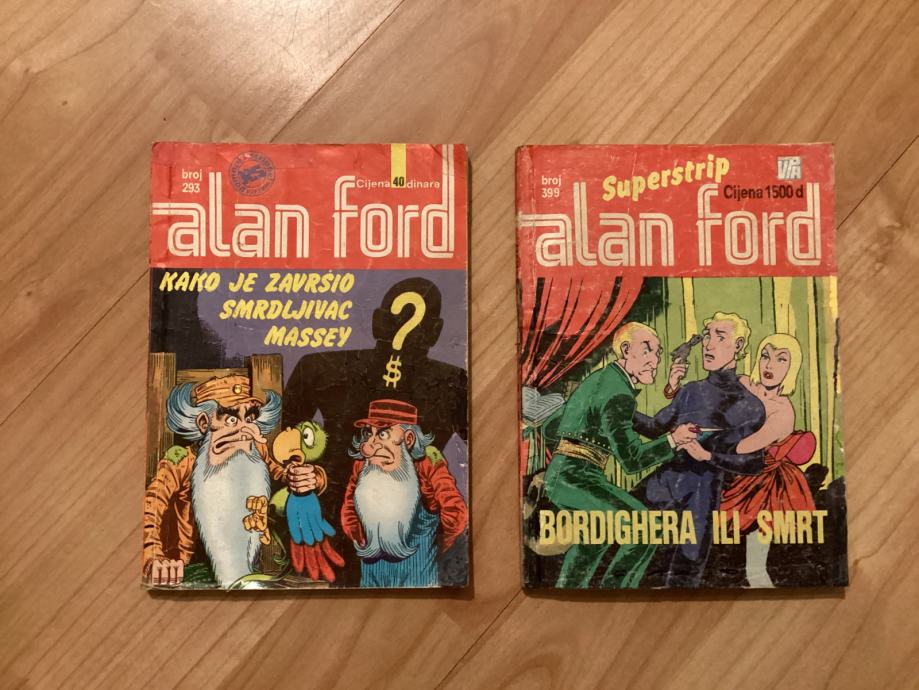 broj
293
Cijena 40 dinara
alan ford
KAKO JE ZAVRŠIO
SMRDLJIVAC
MASSEY
?
$
broj
399
Superstrip
VPA
Cijena 1500 d
alan ford
BORDIGHERA ILI SMRT